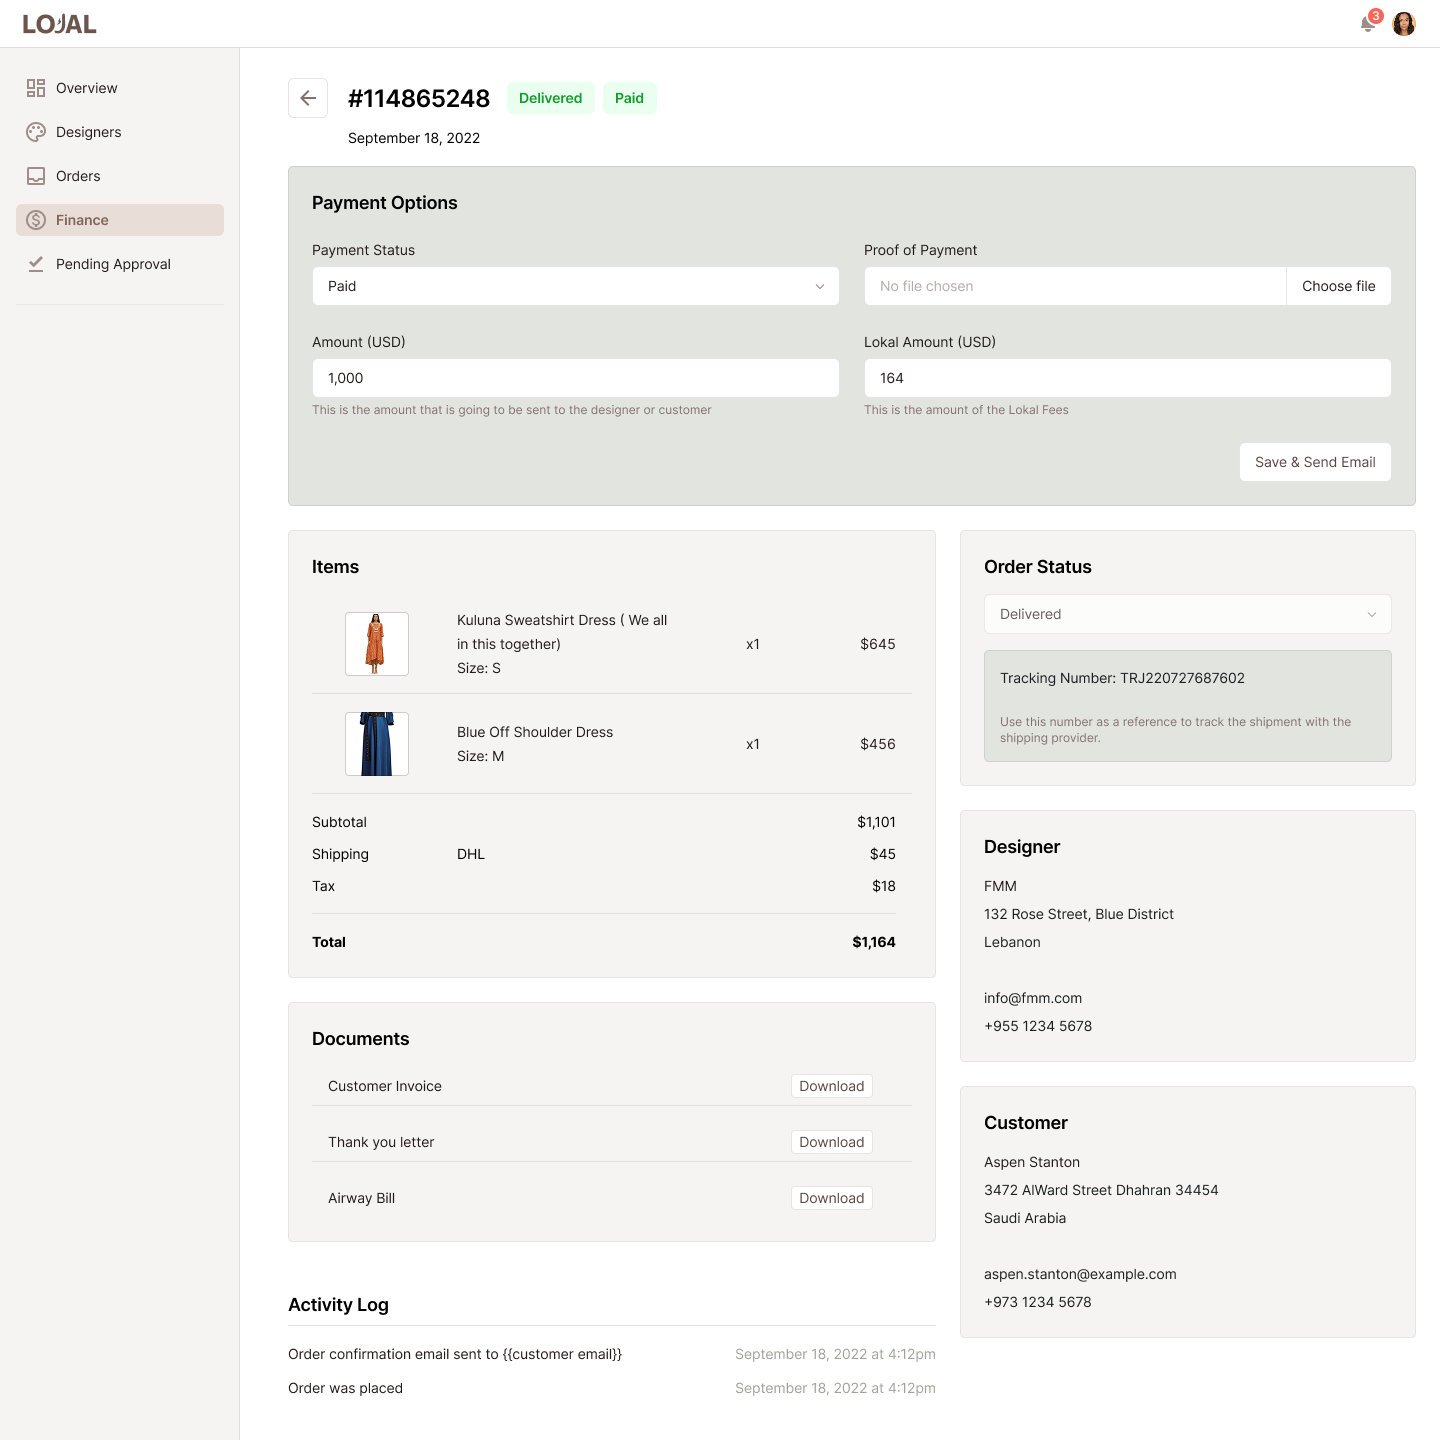 LOJAL
3
Overview
Designers
Orders
Finance
Pending Approval
#114865248
Delivered
Paid
September 18, 2022
Payment Options
Payment Status
Proof of Payment
Paid
No file chosen
Choose file
Amount (USD)
Lokal Amount (USD)
1,000
164
This is the amount that is going to be sent to the designer or customer
This is the amount of the Lokal Fees
Save & Send Email
Items
Kuluna Sweatshirt Dress ( We all
in this together)
Size: S
x1
$645
Blue Off Shoulder Dress
Size: M
x1
$456
Subtotal
$1,101
Shipping
DHL
$45
Tax
$18
Total
$1,164
Documents
Customer Invoice
Download
Thank you letter
Download
Airway Bill
Download
Activity Log
Order confirmation email sent to {{customer email}}
September 18, 2022 at 4:12pm
Order was placed
September 18, 2022 at 4:12pm
Order Status
Delivered
Tracking Number: TRJ220727687602
Use this number as a reference to track the shipment with the
shipping provider.
Designer
FMM
132 Rose Street, Blue District
Lebanon
info@fmm.com
+955 1234 5678
Customer
Aspen Stanton
3472 AlWard Street Dhahran 34454
Saudi Arabia
aspen.stanton@example.com
+973 1234 5678